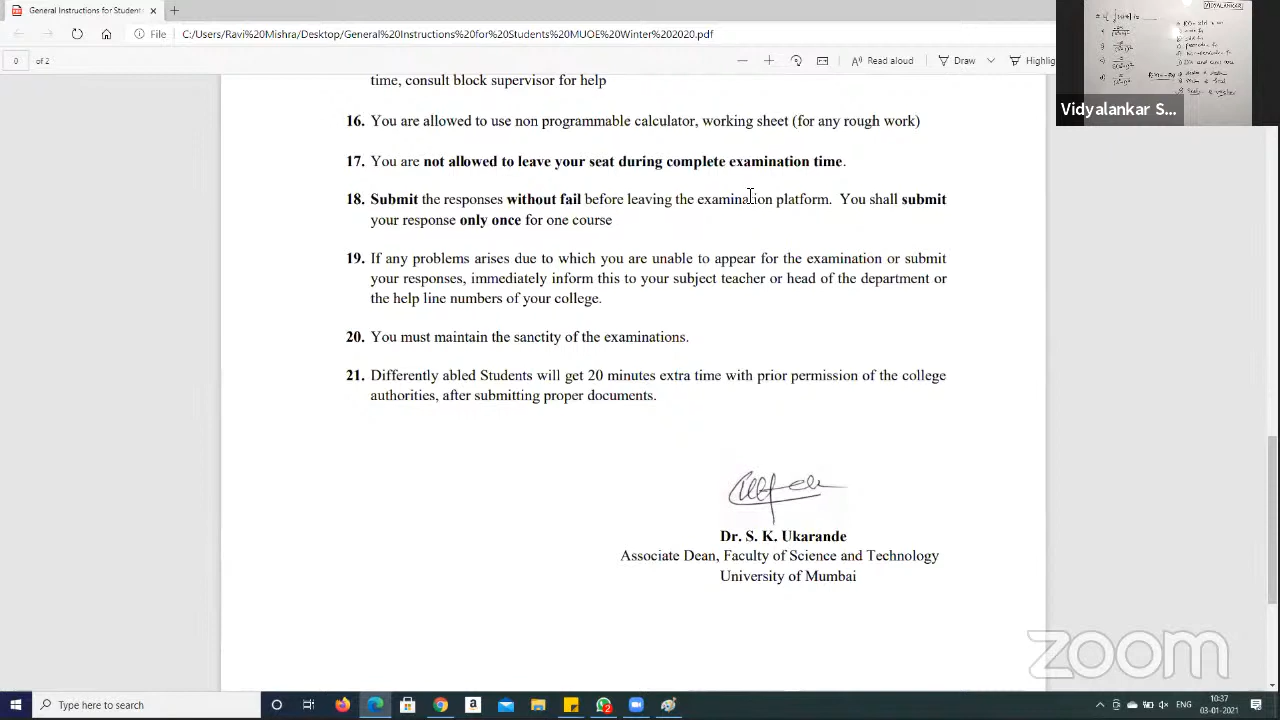 General Instructions for Student
File
C:/Users/Ravi%20Mishra/Desktop/General%20Instructions%20for%20Students%20MUOE%20Winter%202020.pdf
0 of 2
Read aloud
Draw
Highlig
VIDYALANKAR
Vidyalankar S...
time, consult block supervisor for help
16. You are allowed to use non programmable calculator, working sheet (for any rough work)
17. You are not allowed to leave your seat during complete examination time.
18. Submit the responses without fail before leaving the examination platform. You shall submit
your response only once for one course
19. If any problems arises due to which you are unable to appear for the examination or submit
your responses, immediately inform this to your subject teacher or head of the department or
the help line numbers of your college.
20. You must maintain the sanctity of the examinations.
21. Differently abled Students will get 20 minutes extra time with prior permission of the college
authorities, after submitting proper documents.
Dr. S. K. Ukarande
Associate Dean, Faculty of Science and Technology
University of Mumbai
zoom
Type here to search
a
2
ENG
10:37
03-01-2021